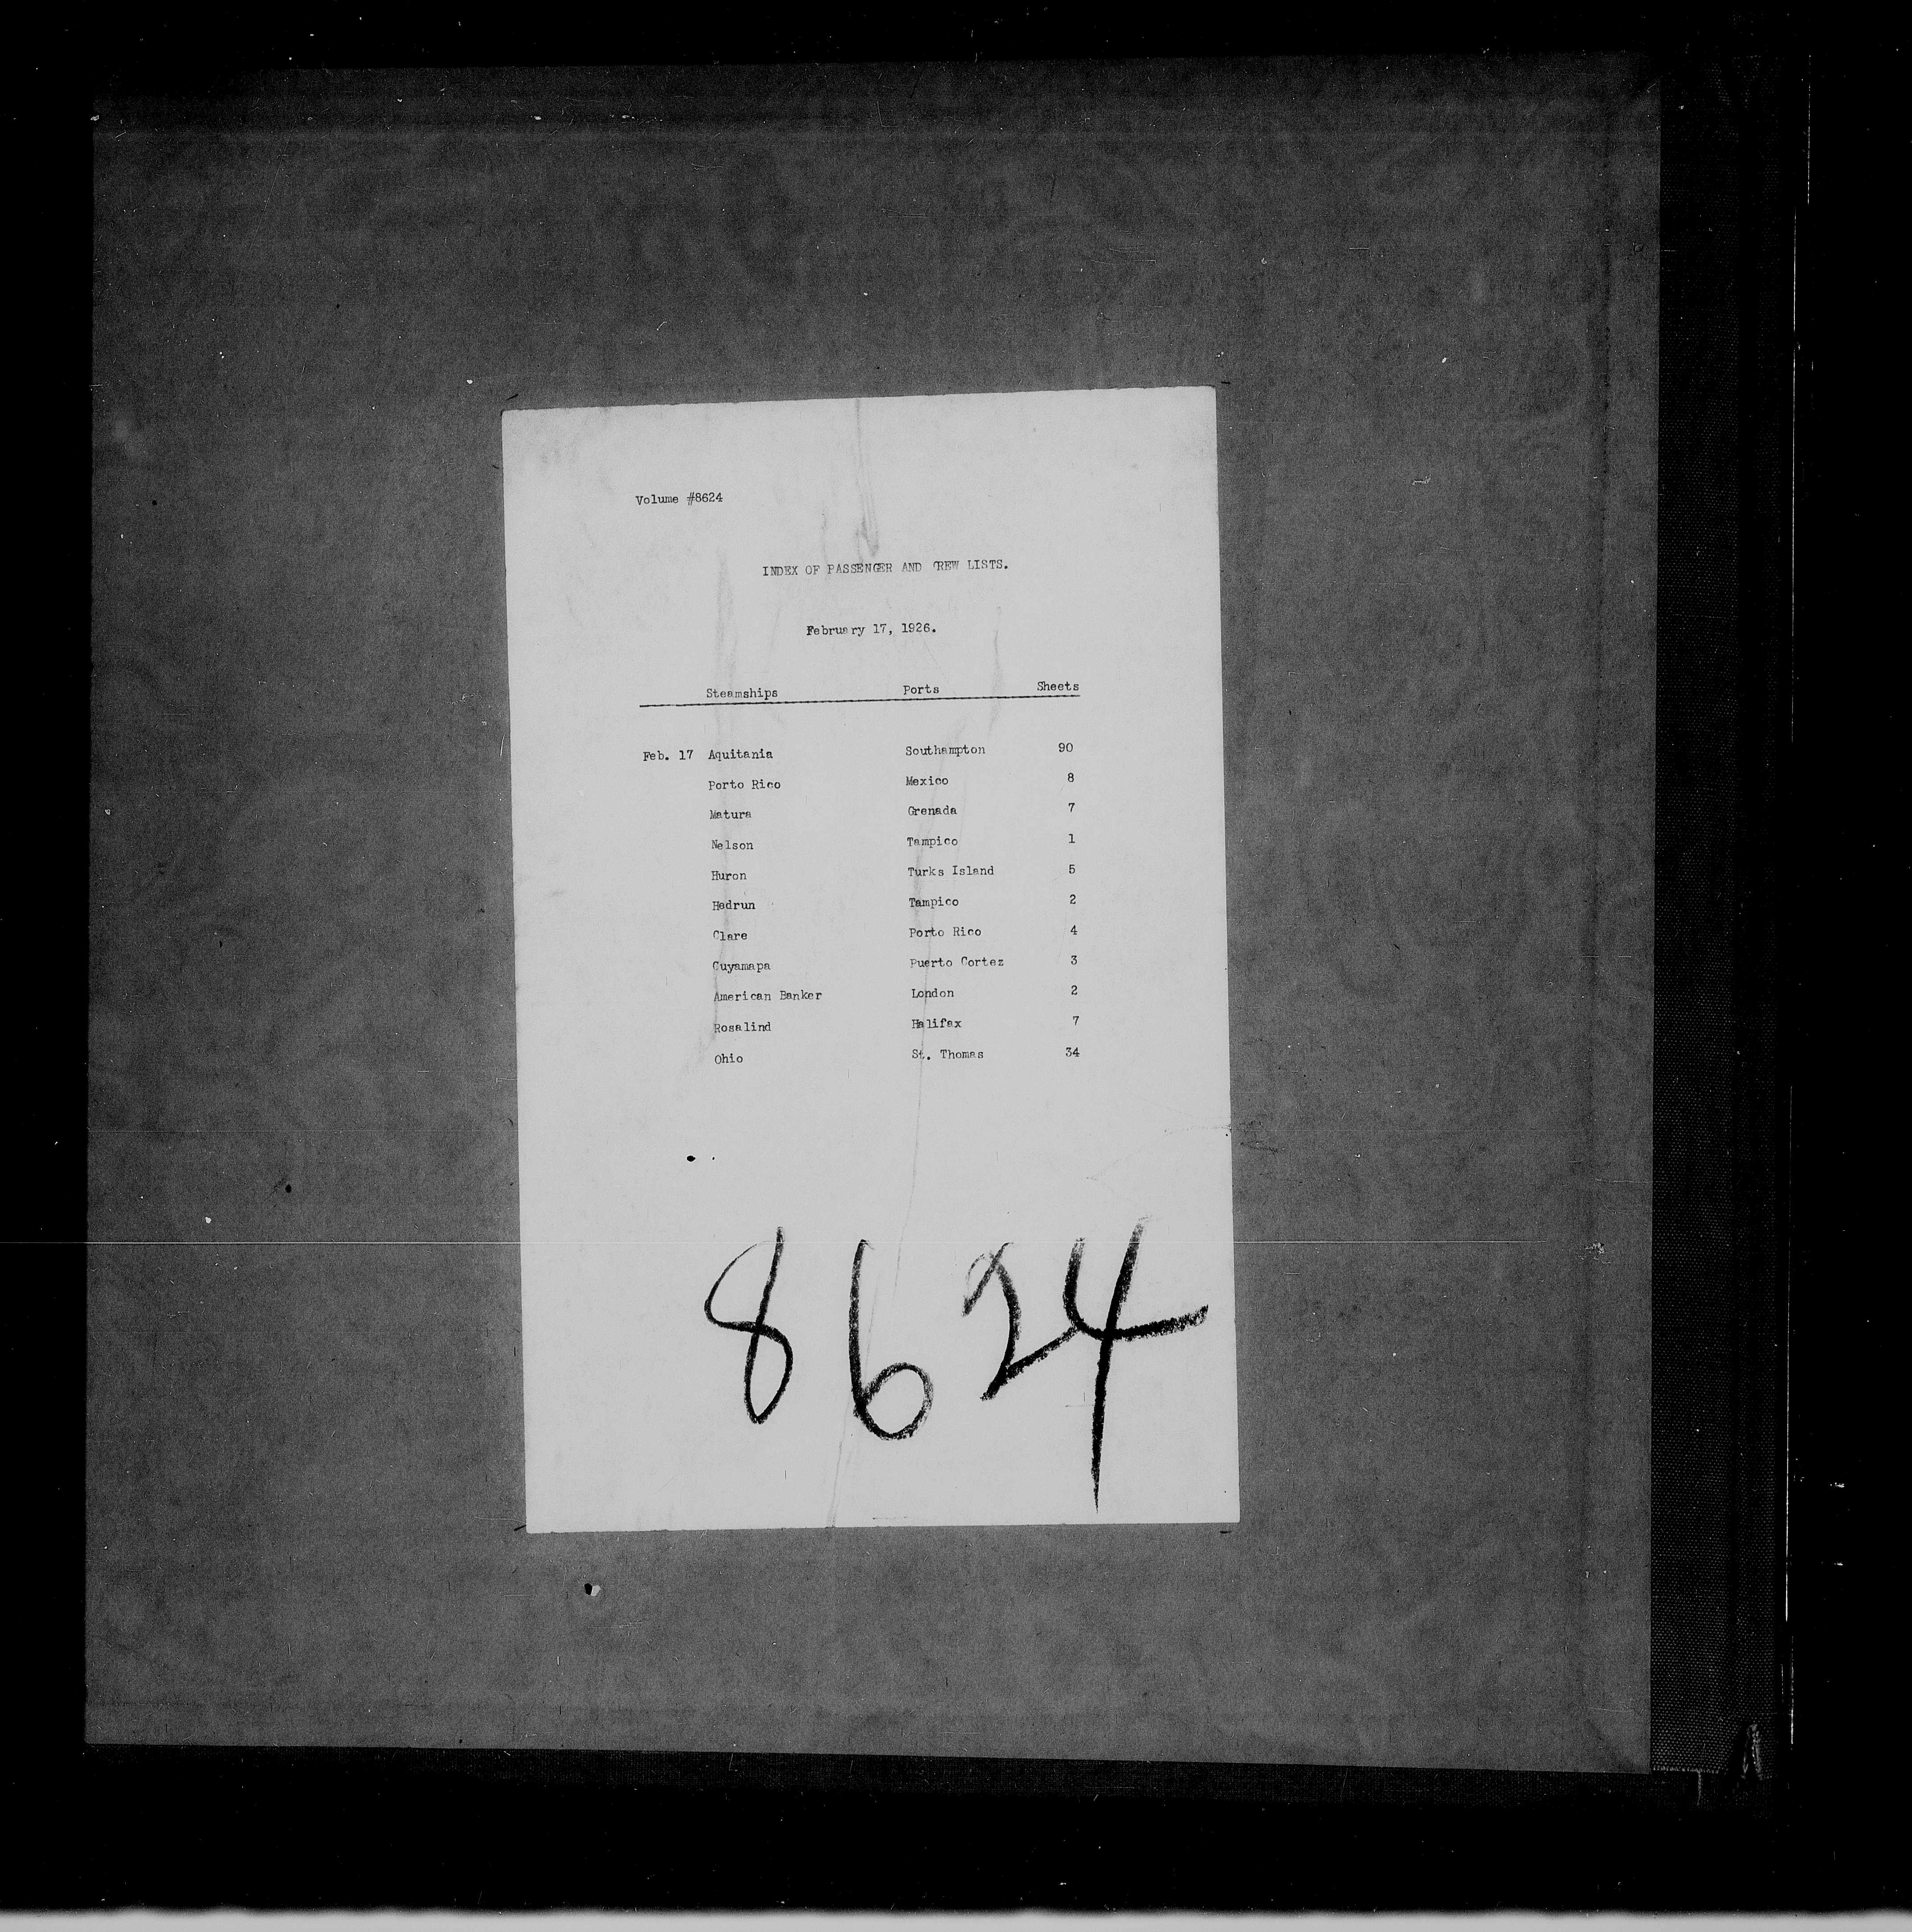 Volume #8624
INDEX OF PASSENGER AND CREW LISTS.
February 17, 1926.
Steamships Ports Sheets
Feb. 17 Aquitania Southampton 90
Porto Rico Mexico 8
Matura Grenada 7
Nelson Tampico 1
Huron Turks Island 5
Hadrun Tampico 2
Clare Porto Rico 4
Cuyamapa Puerto Cortez 3
American Banker London 2
Rosalind Halifax 7
Ohio St. Thomas 34
8624